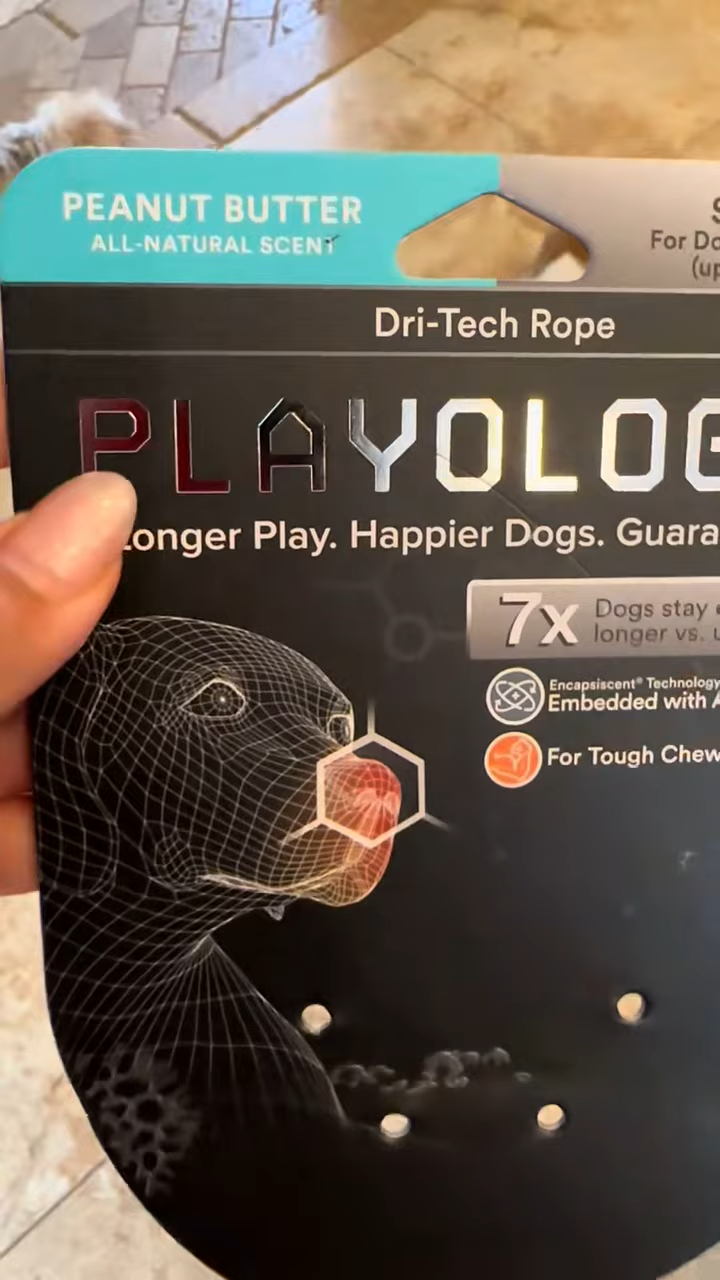 PEANUT BUTTER
ALL-NATURAL SCENT
For
Dri-Tech Rope
PLAYOLOG
Longer Play. Happier Dogs. Guara
7x Dogs stay
longer vs.
Encapsiscent® Technology
Embedded with
For Tough Chew